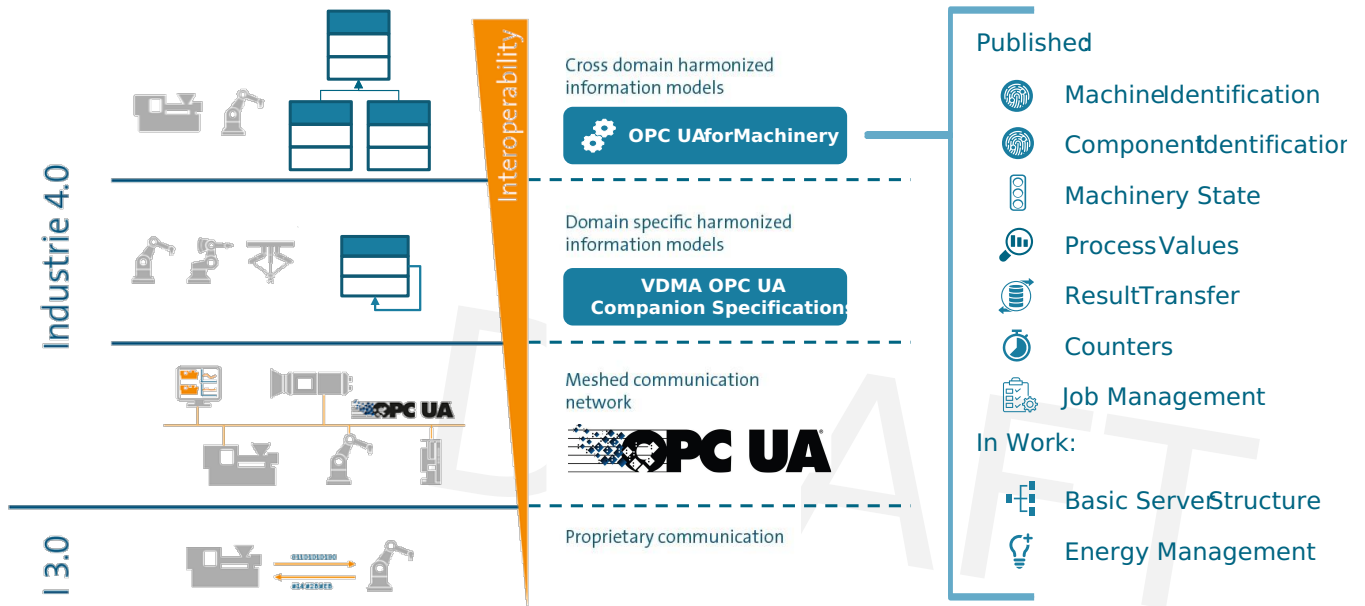 Industrie 4.0
I 3.0
OPC UA
01101010100
Interoperability
Cross domain harmonized
information models
OPC UAforMachinery
Domain specific harmonized
information models
VDMA OPC UA
Companion Specifications
Meshed communication
network
OPC UA
Proprietary communication
Published:
MachineIdentification
ComponentIdentification
Machinery State
ProcessValues
ResultTransfer
Counters
Job Management
In Work:
Basic ServerStructure
Energy Management
DRAFT